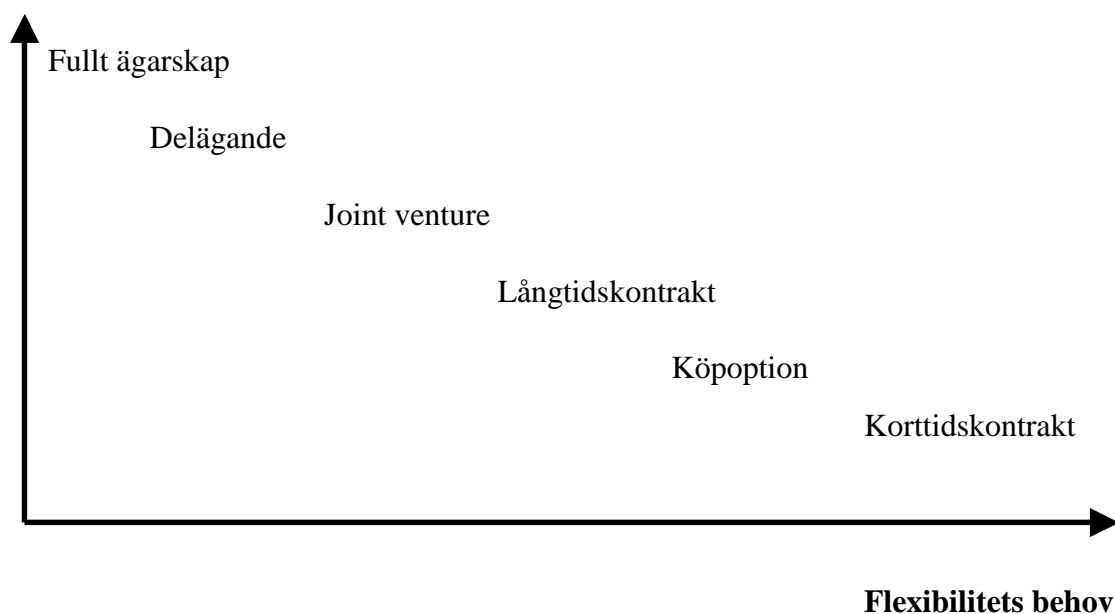 Fullt ägarskap
Delägande
Joint venture
Långtidskontrakt
Köpoption
Korttidskontrakt
Flexibilitets behov